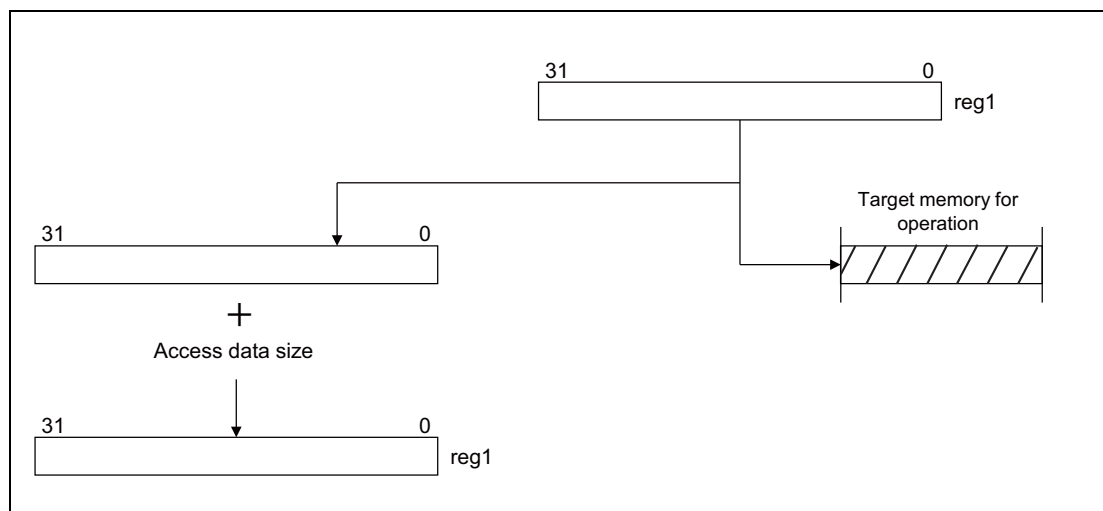 31 0
reg1
Target memory for
operation
31 0
+
Access data size
31 0
reg1